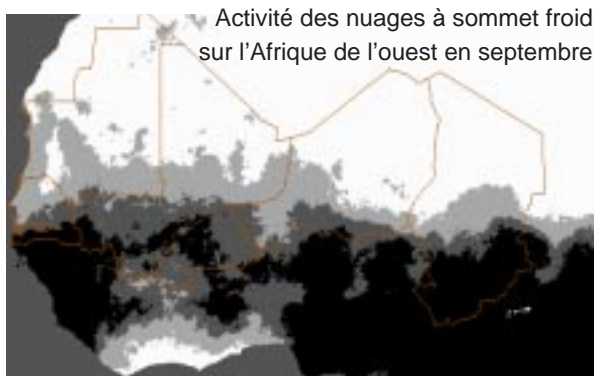 Activité des nuages à sommet froid
sur l’Afrique de l’ouest en septembre